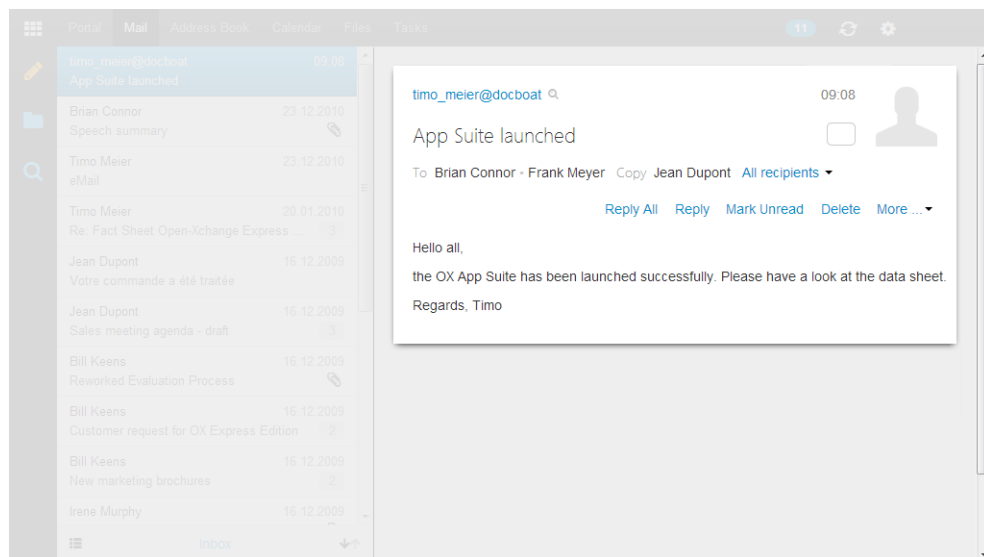 Portal Mail Address Book Calendar Files Tasks 11
timo_meier@docboat 09:08
App Suite launched
Brian Connor 23.12.2010
Speech summary
Timo Meier 23.12.2010
eMail
Timo Meier 20.01.2010
Re: Fact Sheet Open-Xchange Express ... 3
Jean Dupont 16.12.2009
Votre commande a été traitée
Jean Dupont 16.12.2009
Sales meeting agenda - draft 3
Bill Keens 16.12.2009
Reworked Evaluation Process
Bill Keens 16.12.2009
Customer request for OX Express Edition 2
Bill Keens 16.12.2009
New marketing brochures 2
Irene Murphy 16.12.2009
Inbox
timo_meier@docboat 09:08
App Suite launched
To Brian Connor - Frank Meyer Copy Jean Dupont All recipients
Reply All Reply Mark Unread Delete More ...
Hello all,
the OX App Suite has been launched successfully. Please have a look at the data sheet.
Regards, Timo